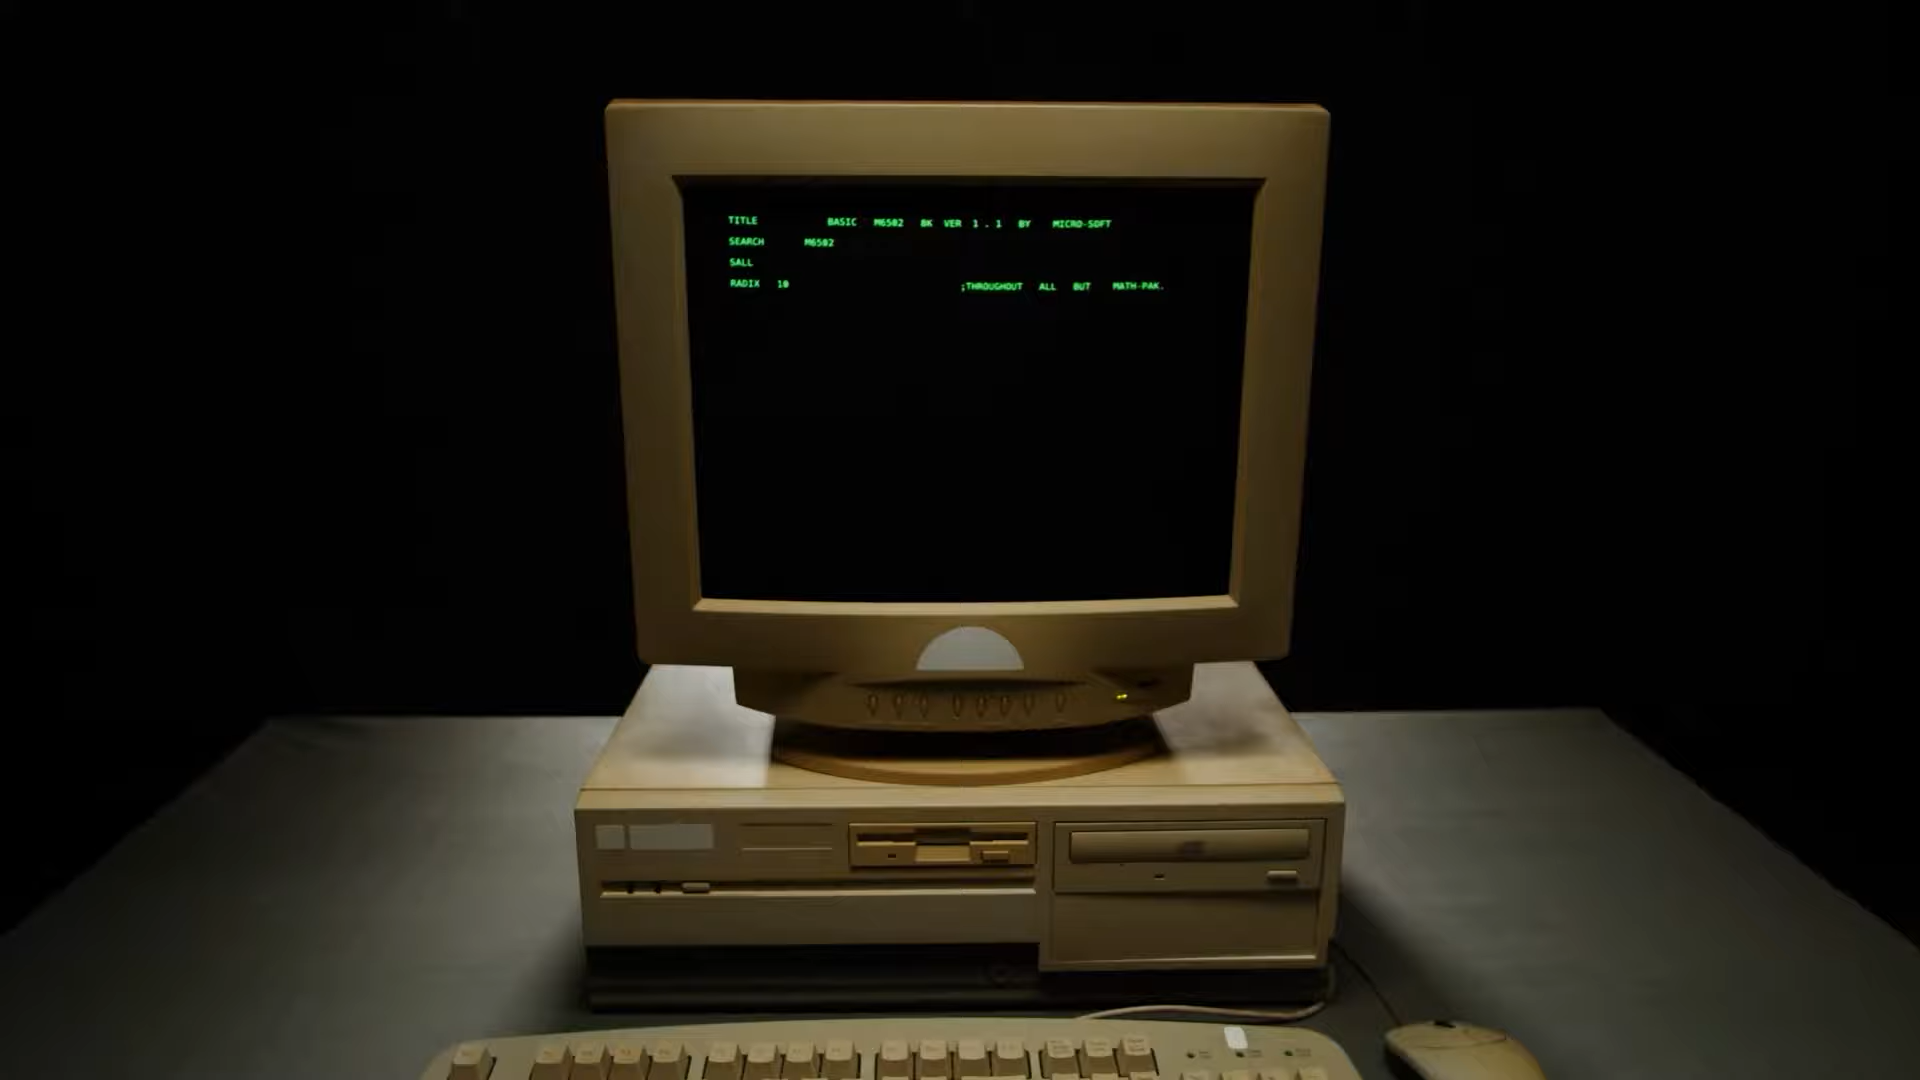 TITLE BASIC M6502 8K VER 1.1 BY MICRO-SOFT
SEARCH M6502
SALL
RADIX 10 ;THROUGHOUT ALL BUT MATH-PAK.